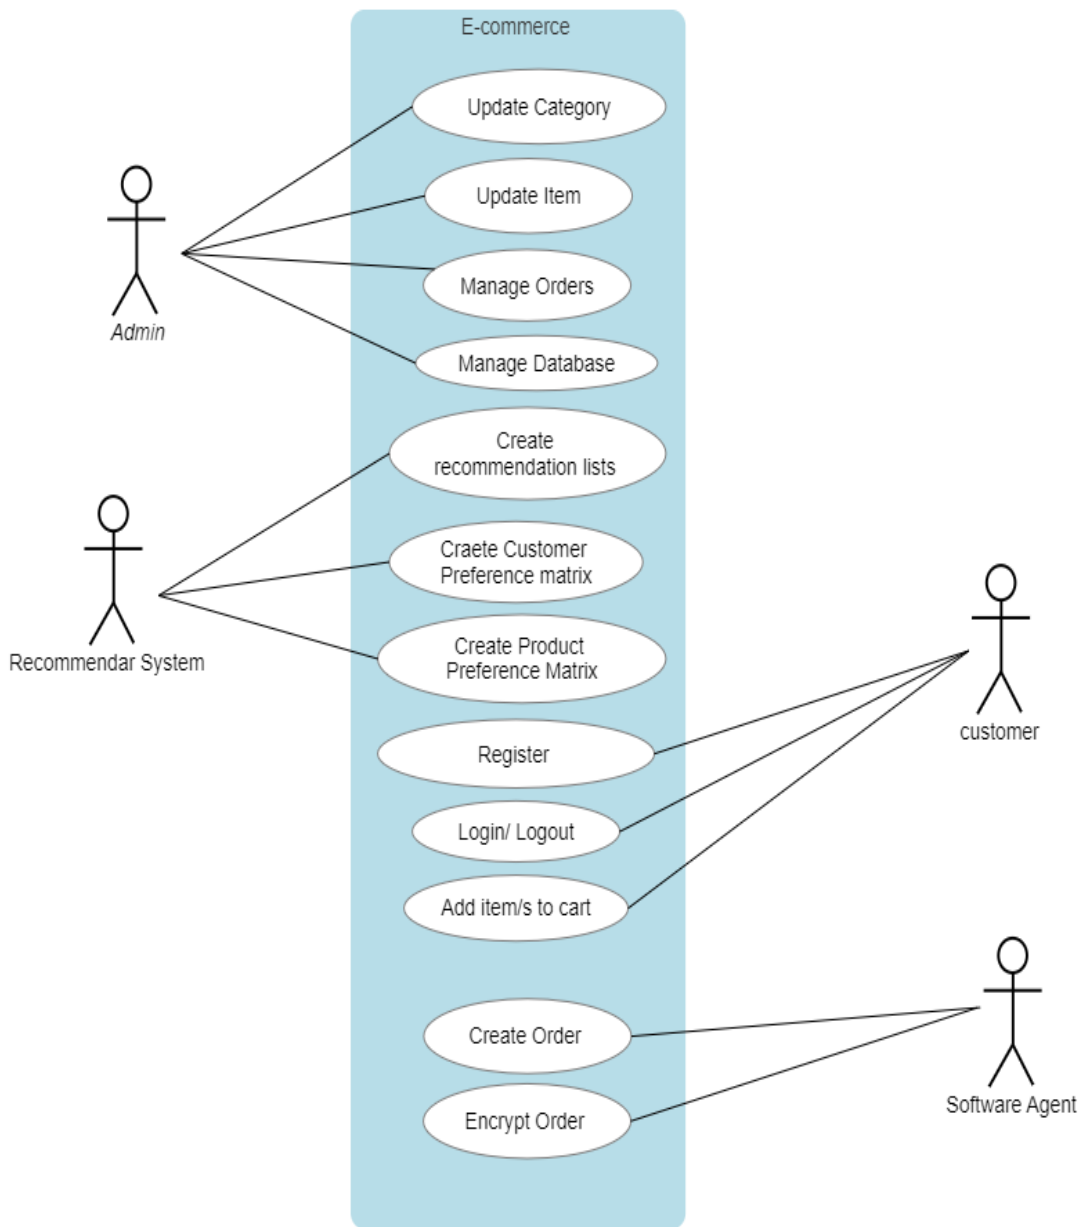 E-commerce
Update Category
Update Item
Manage Orders
Admin
Manage Database
Create
recommendation lists
Craete Customer
Preference matrix
Recommendar System
Create Product
Preference Matrix
customer
Register
Login/ Logout
Add item/s to cart
Create Order
Software Agent
Encrypt Order